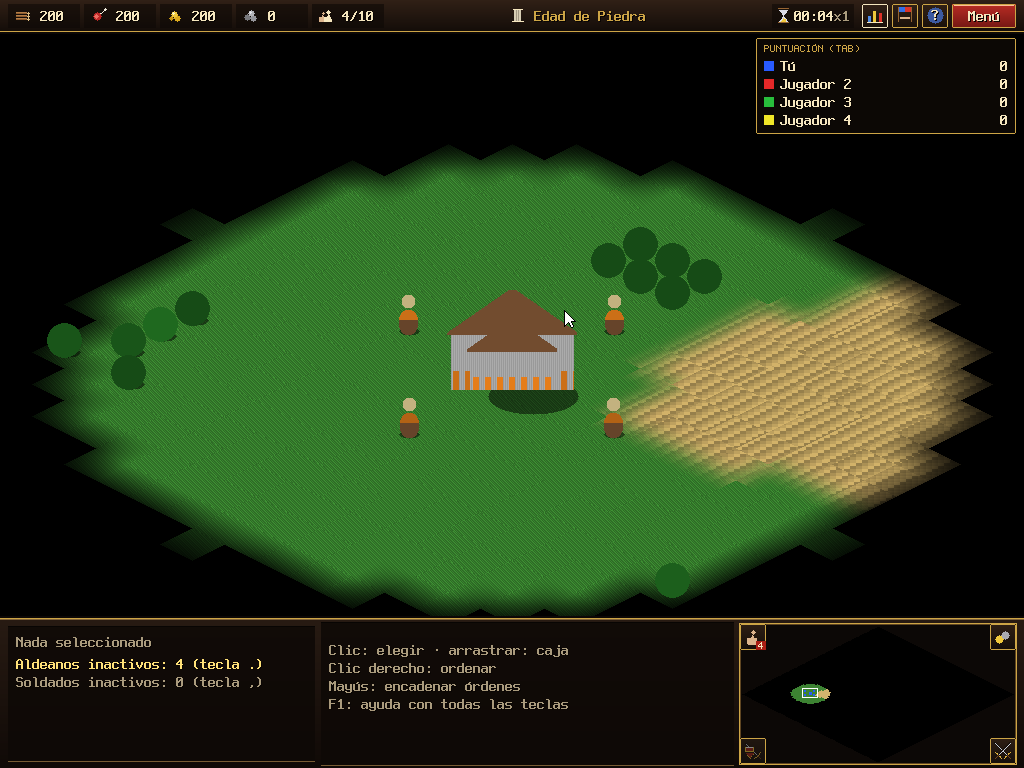 200 200 200 0 4/10 Edad de Piedra 00:04x1 ? Menú
PUNTUACIÓN (TAB)
Tú 0
Jugador 2 0
Jugador 3 0
Jugador 4 0
Nada seleccionado
Aldeanos inactivos: 4 (tecla .)
Soldados inactivos: 0 (tecla ,)
Clic: elegir · arrastrar: caja
Clic derecho: ordenar
Mayús: encadenar órdenes
F1: ayuda con todas las teclas
4